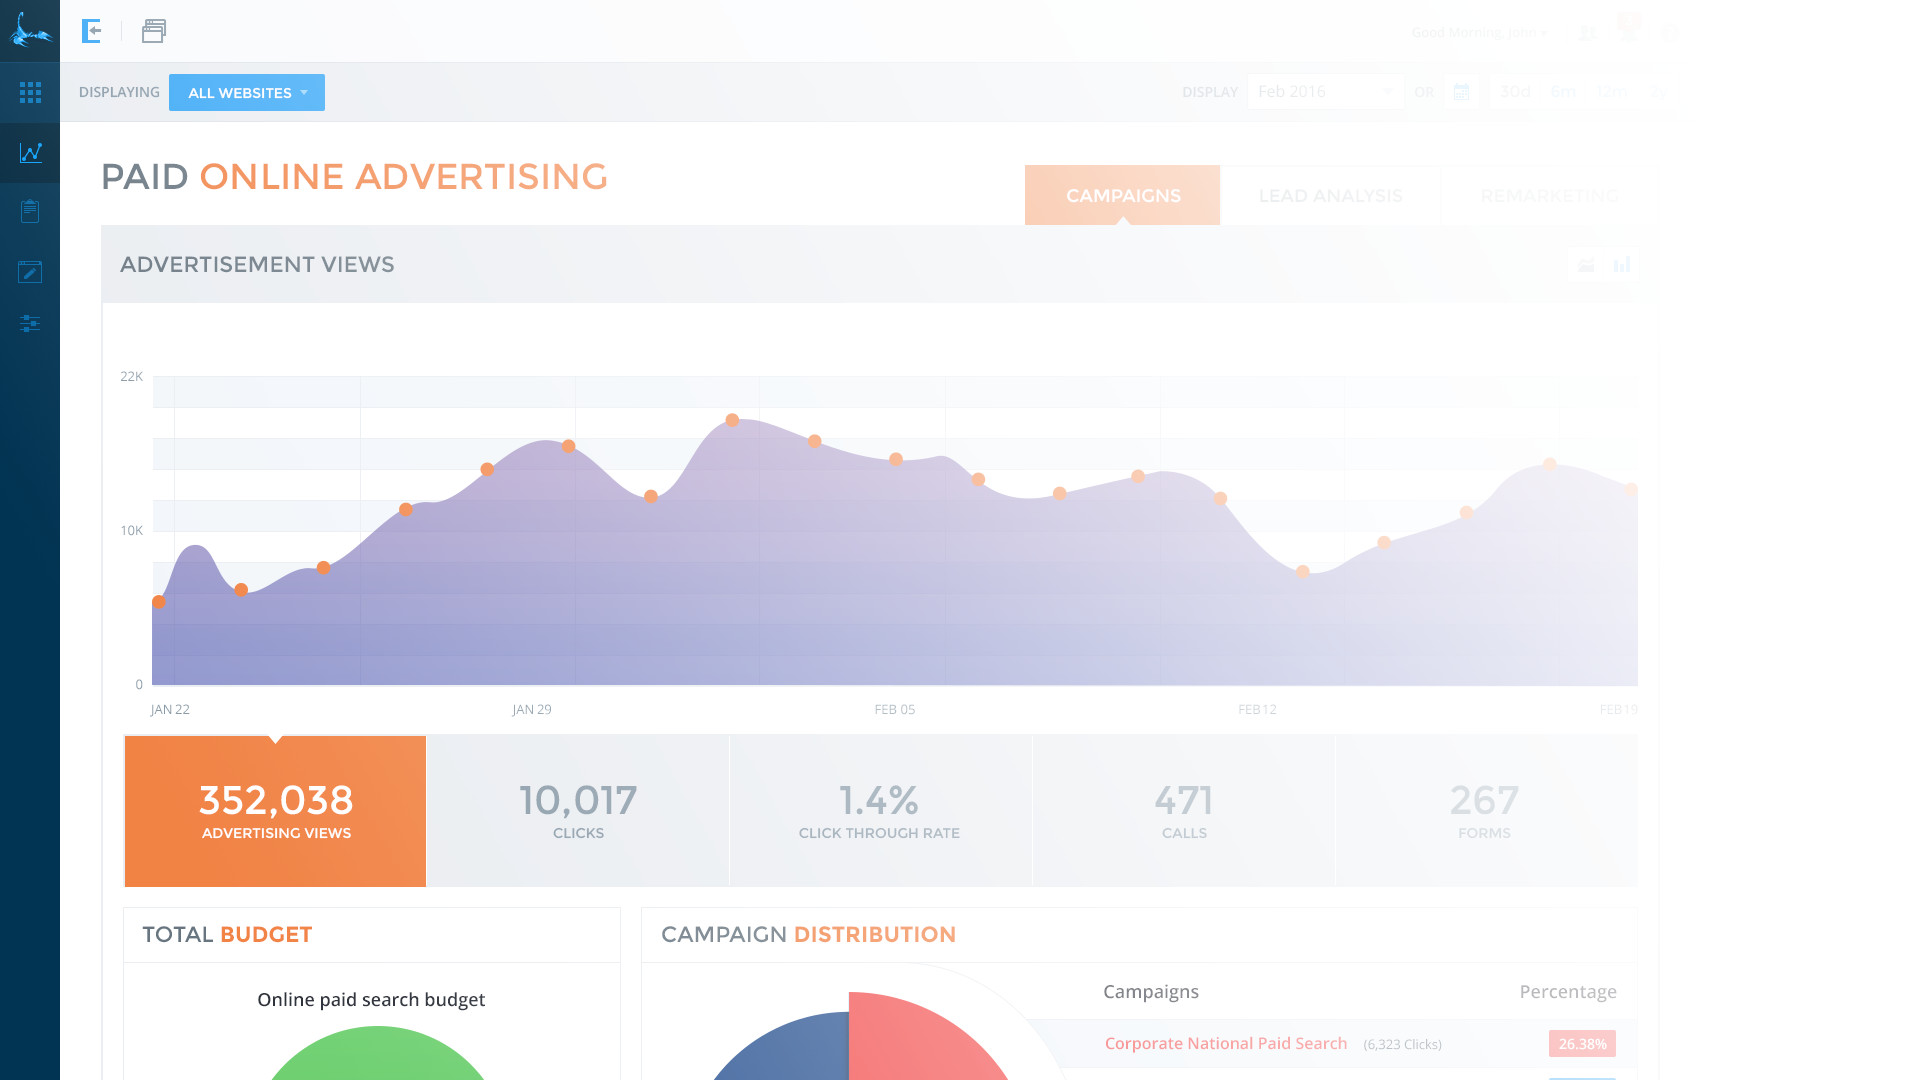 Good Morning, John
DISPLAYING ALL WEBSITES DISPLAY Feb 2016 OR 30d 6m 12m 2y
PAID ONLINE ADVERTISING
CAMPAIGNS LEAD ANALYSIS REMARKETING
ADVERTISEMENT VIEWS
22K
10K
0
JAN 22 JAN 29 FEB 05 FEB 12 FEB 19
352,038 10,017 1.4% 471 267
ADVERTISING VIEWS CLICKS CLICK THROUGH RATE CALLS FORMS
TOTAL BUDGET CAMPAIGN DISTRIBUTION
Online paid search budget
Campaigns Percentage
Corporate National Paid Search (6,323 Clicks) 26.38%